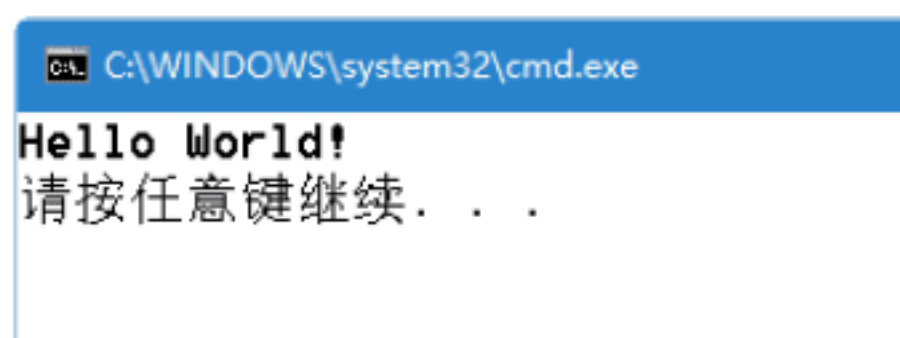 C:\WINDOWS\system32\cmd.exe
Hello World!
请按任意键继续. . .